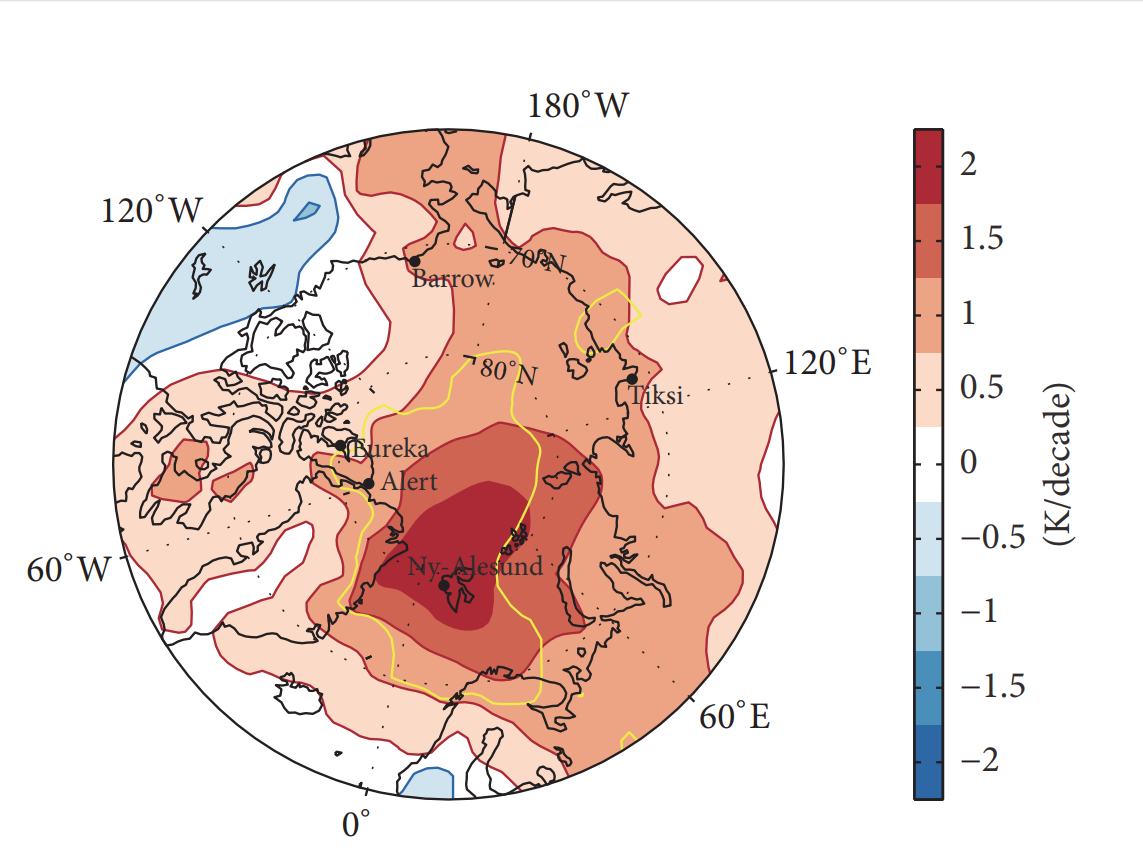 180°W
120°W
70°N
Barrow
2
1.5
1
0.5
0
−0.5
−1
−1.5
−2
(K/decade)
80°N
120°E
Tiksi
Eureka
Alert
60°W
Ny-Alesund
60°E
0°